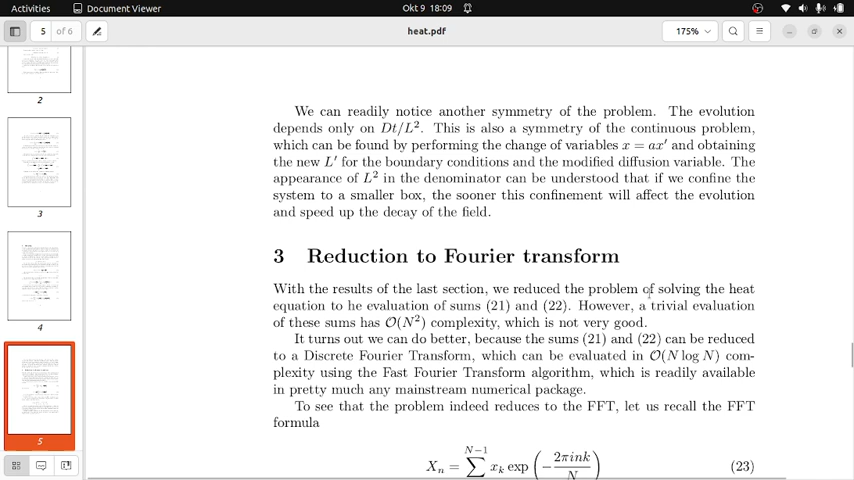 Activities
Document Viewer
Okt 9 18:09
5 of 6
heat.pdf
175%
2
3
4
5
We can readily notice another symmetry of the problem. The evolution
depends only on Dt/L². This is also a symmetry of the continuous problem,
which can be found by performing the change of variables x = ax′ and obtaining
the new L′ for the boundary conditions and the modified diffusion variable. The
appearance of L² in the denominator can be understood that if we confine the
system to a smaller box, the sooner this confinement will affect the evolution
and speed up the decay of the field.
3 Reduction to Fourier transform
With the results of the last section, we reduced the problem of solving the heat
equation to he evaluation of sums (21) and (22). However, a trivial evaluation
of these sums has O(N²) complexity, which is not very good.
It turns out we can do better, because the sums (21) and (22) can be reduced
to a Discrete Fourier Transform, which can be evaluated in O(N log N) com-
plexity using the Fast Fourier Transform algorithm, which is readily available
in pretty much any mainstream numerical package.
To see that the problem indeed reduces to the FFT, let us recall the FFT
formula
X_n = ∑^{N−1} x_k exp (−2πink/N) (23)